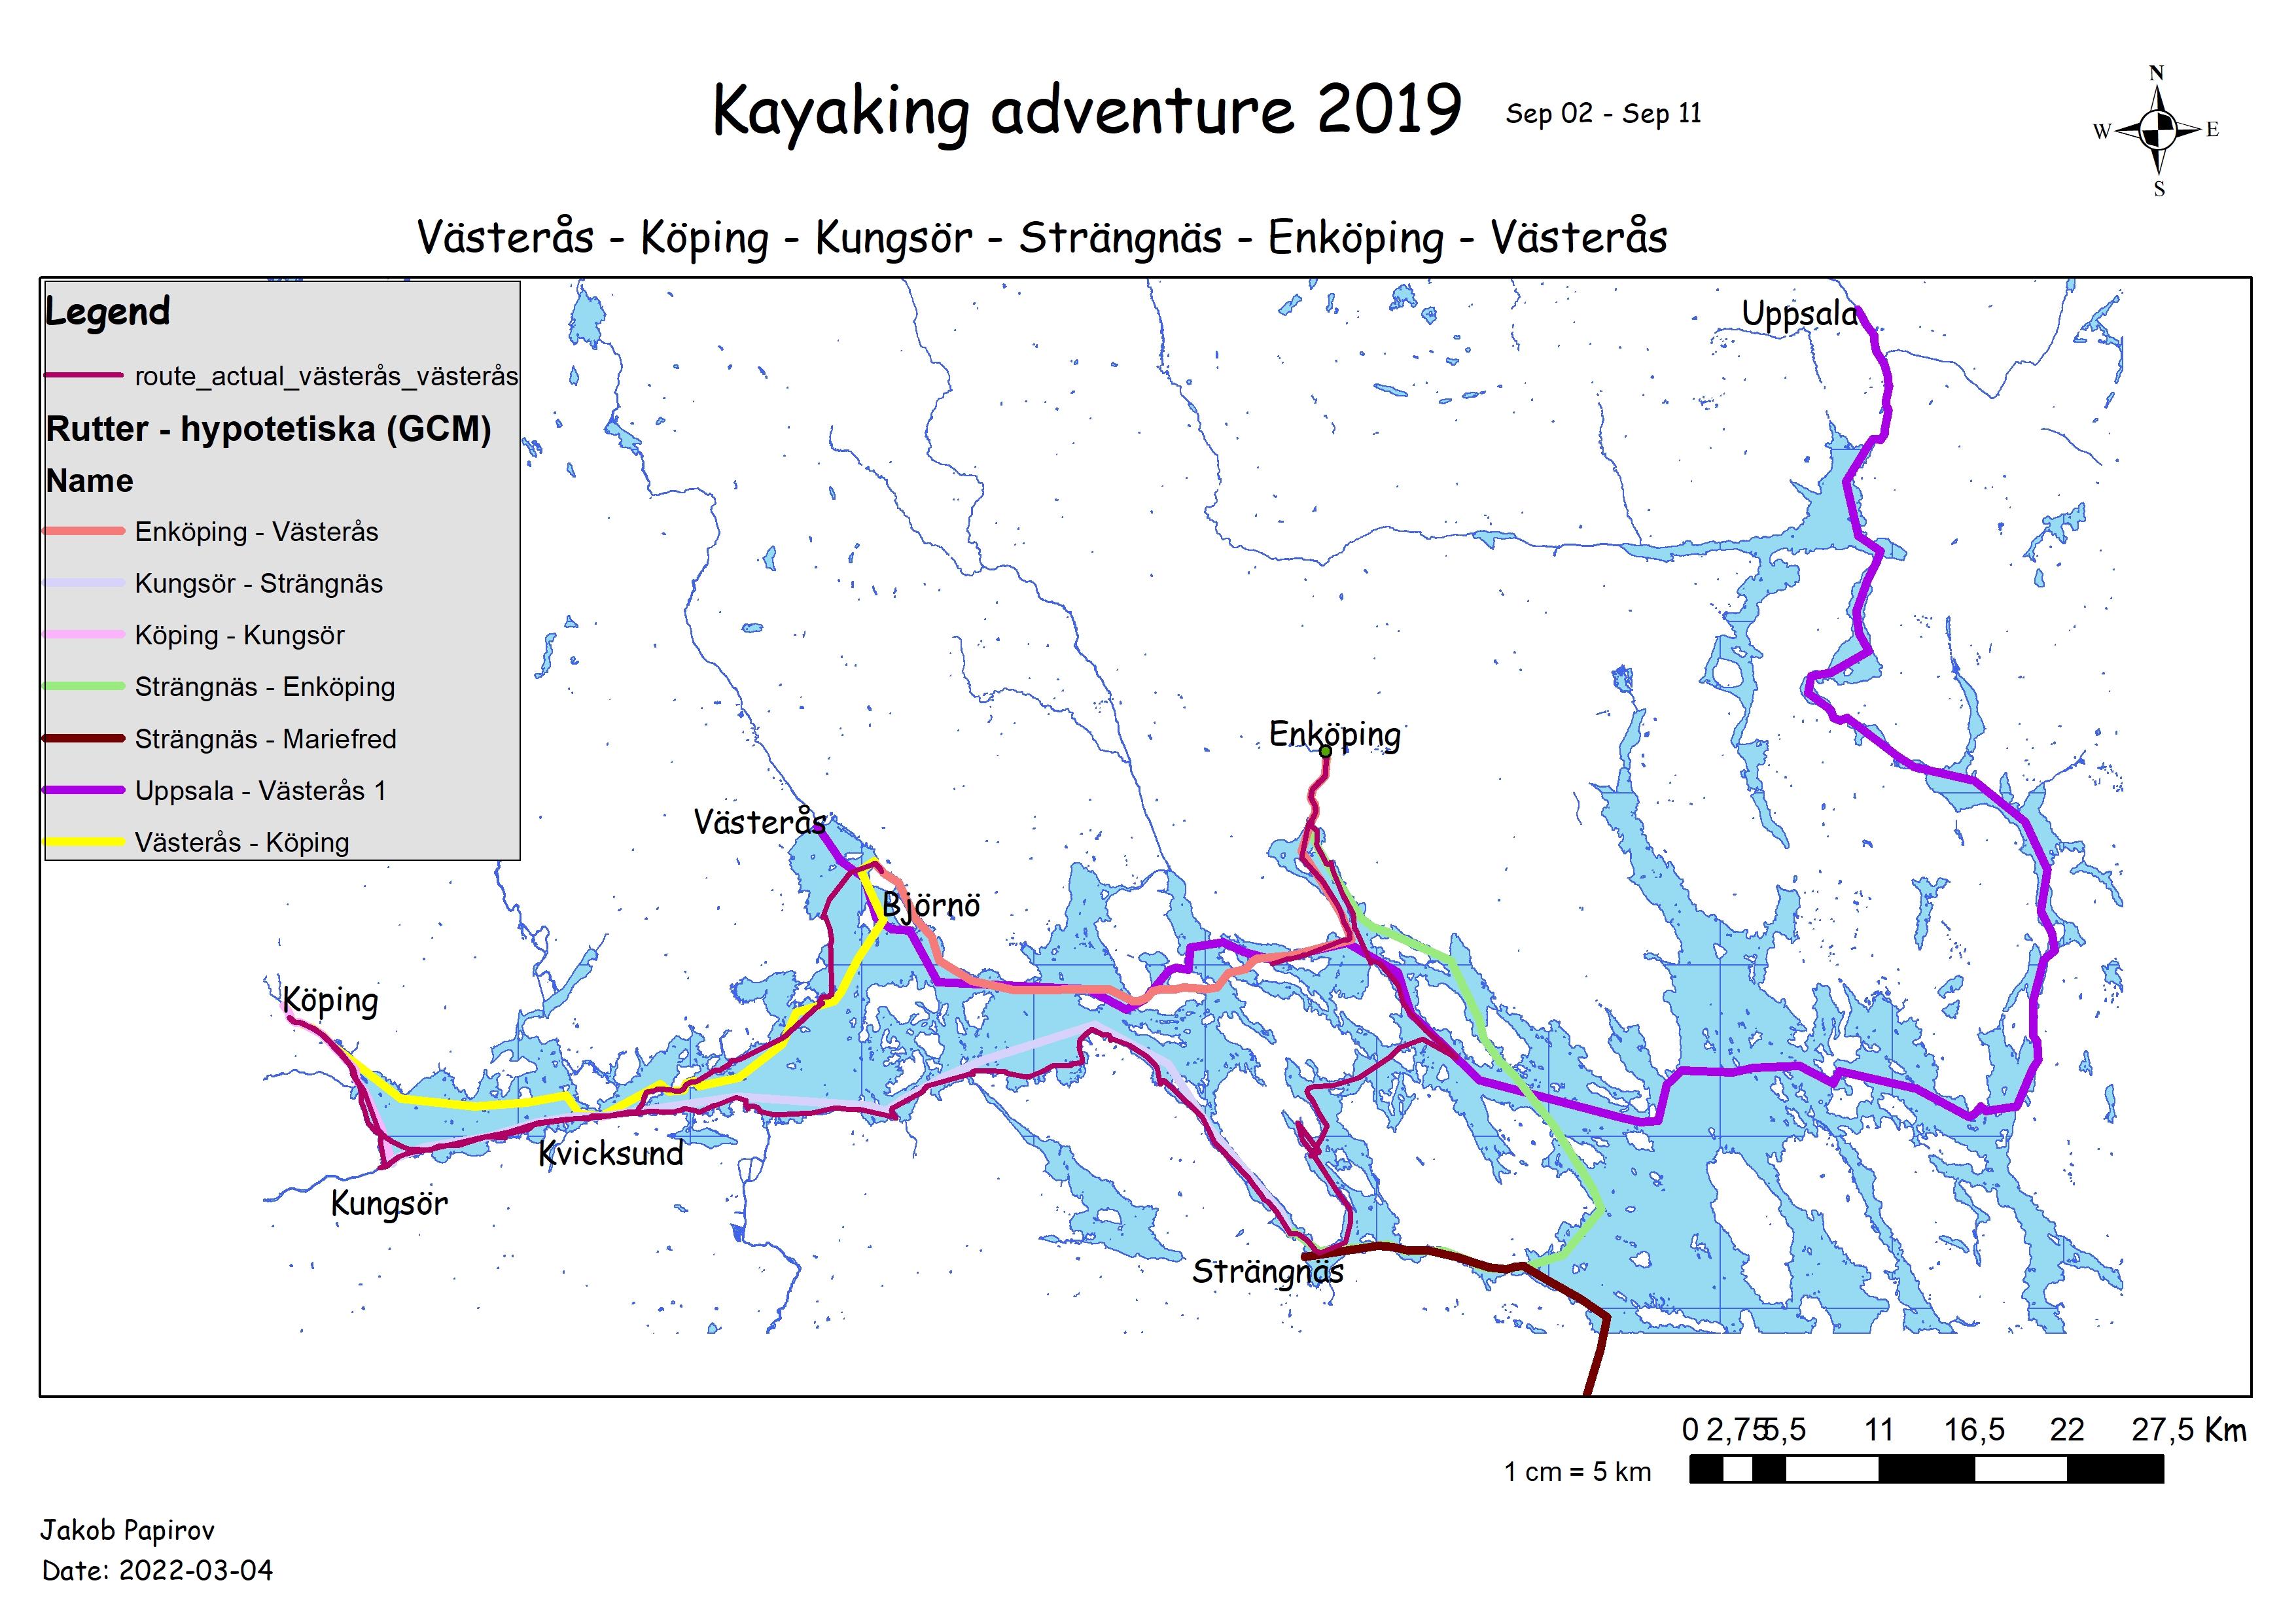 Kayaking adventure 2019 Sep 02 - Sep 11
N
W E
S
Västerås - Köping - Kungsör - Strängnäs - Enköping - Västerås
Legend
route_actual_västerås_västerås
Rutter - hypotetiska (GCM)
Name
Enköping - Västerås
Kungsör - Strängnäs
Köping - Kungsör
Strängnäs - Enköping
Strängnäs - Mariefred
Uppsala - Västerås 1
Västerås - Köping
Uppsala
Enköping
Västerås
Björnö
Köping
Kvicksund
Kungsör
Strängnäs
0 2,75 5,5 11 16,5 22 27,5 Km
1 cm = 5 km
Jakob Papirov
Date: 2022-03-04